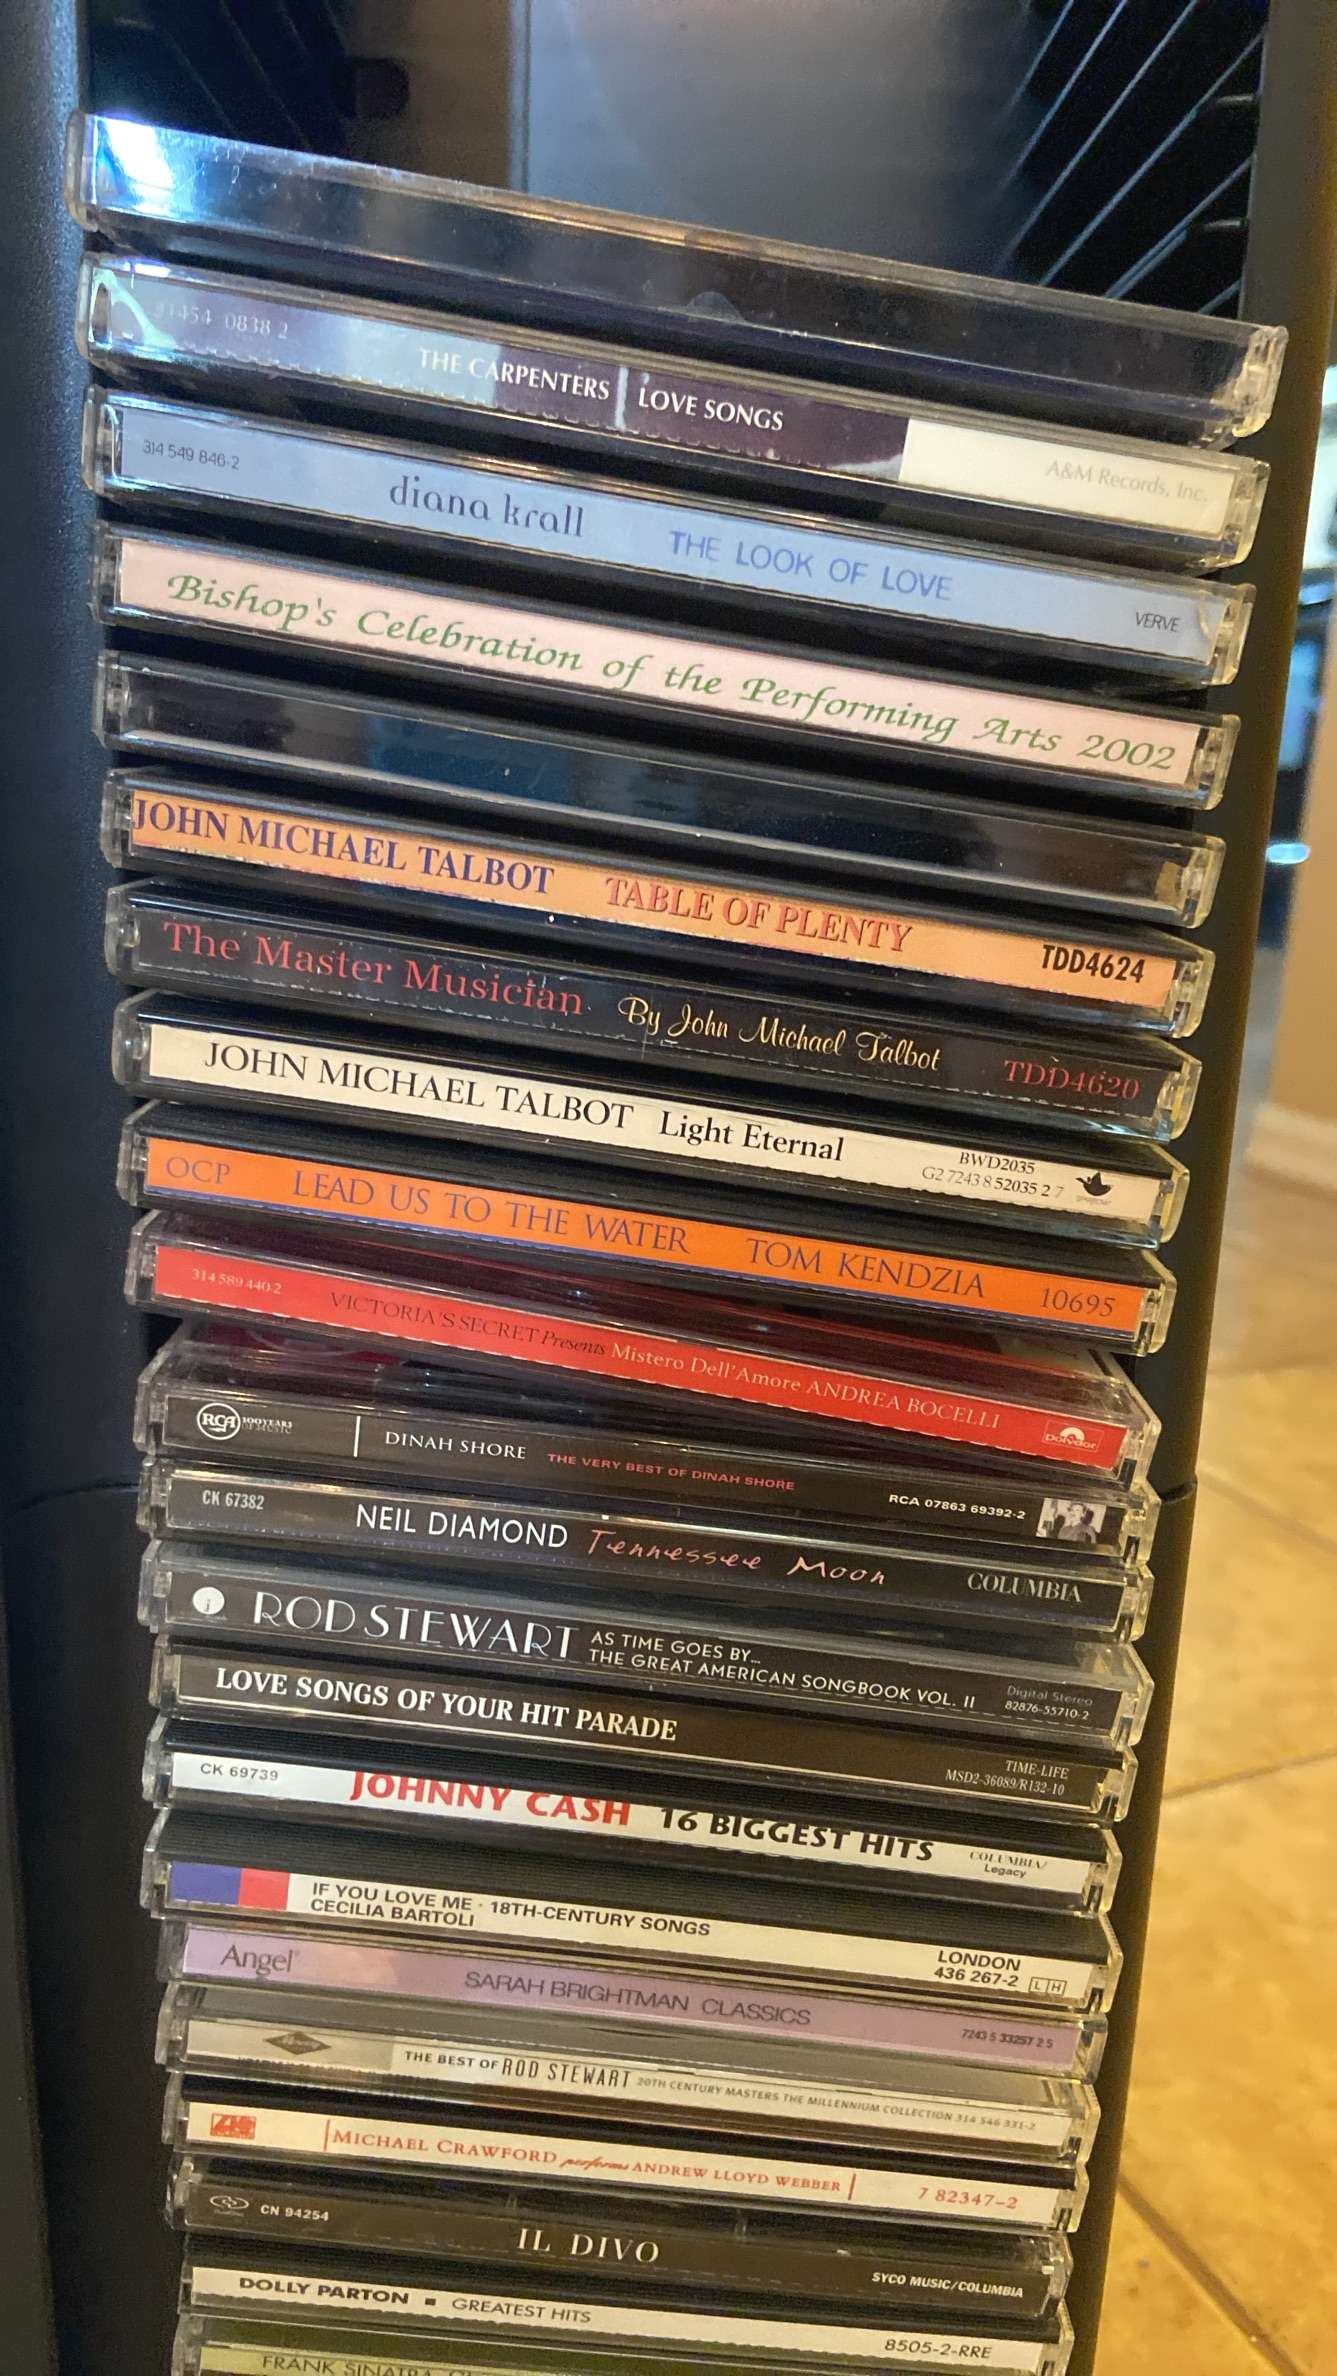 0838 2 THE CARPENTERS LOVE SONGS A&M Records, Inc.
314 549 846-2 diana krall THE LOOK OF LOVE VERVE
Bishop's Celebration of the Performing Arts 2002
JOHN MICHAEL TALBOT TABLE OF PLENTY TDD4624
The Master Musician By John Michael Talbot TDD4620
JOHN MICHAEL TALBOT Light Eternal
BWD2035
G2 7243 8 52035 2 7
OCP LEAD US TO THE WATER TOM KENDZIA 10695
314 589 440-2 VICTORIA'S SECRET Presents Mistero Dell'Amore ANDREA BOCELLI Polydor
RCA 100 YEARS OF MUSIC DINAH SHORE THE VERY BEST OF DINAH SHORE RCA 07863 69392-2
CK 67382 NEIL DIAMOND Tennessee Moon COLUMBIA
ROD STEWART AS TIME GOES BY...
THE GREAT AMERICAN SONGBOOK VOL. II
Digital Stereo
82876-55710-2
LOVE SONGS OF YOUR HIT PARADE
TIME-LIFE
MSD2-36089/R132-10
CK 69739 JOHNNY CASH 16 BIGGEST HITS
COLUMBIA/
Legacy
IF YOU LOVE ME · 18TH-CENTURY SONGS
CECILIA BARTOLI
LONDON
436 267-2 LH
Angel SARAH BRIGHTMAN CLASSICS 7243 5 33257 2 5
THE BEST OF ROD STEWART 20TH CENTURY MASTERS THE MILLENNIUM COLLECTION 314 546 331-2
MICHAEL CRAWFORD performs ANDREW LLOYD WEBBER 7 82347-2
CN 94254 IL DIVO SYCO MUSIC/COLUMBIA
DOLLY PARTON ■ GREATEST HITS 8505-2-RRE
FRANK SINATRA